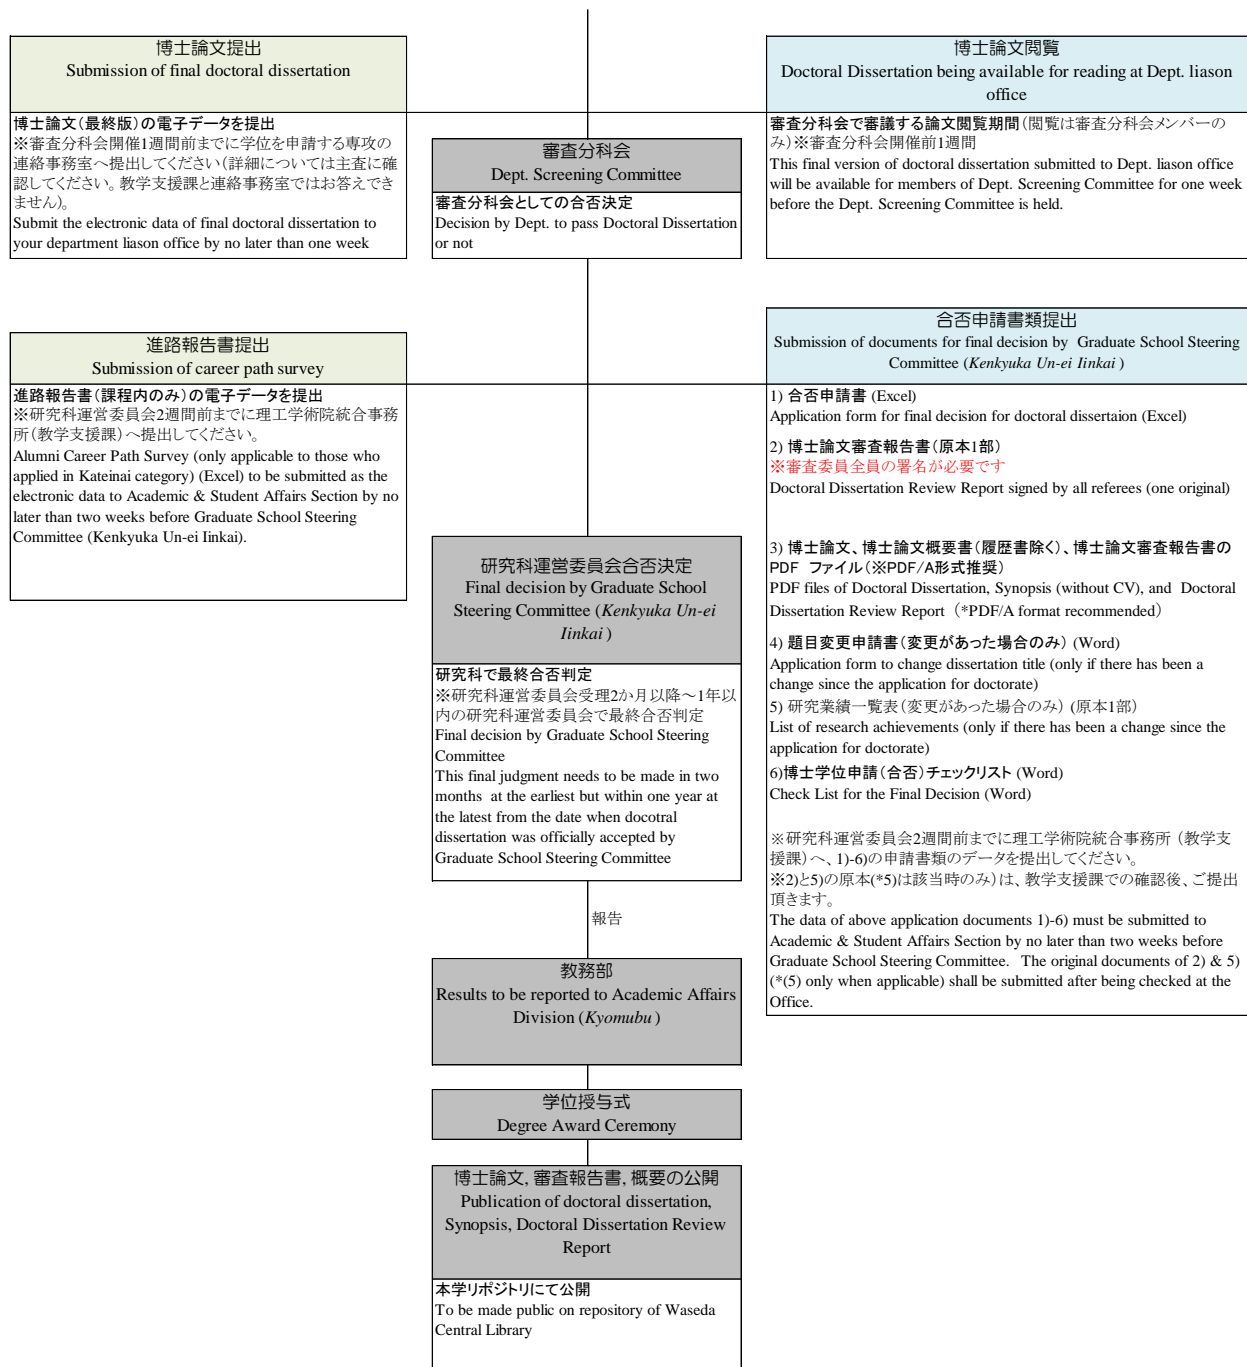 博士論文提出
Submission of final doctoral dissertation
博士論文(最終版)の電子データを提出
※審査分科会開催1週間前までに学位を申請する専攻の
連絡事務室へ提出してください(詳細については主査に確
認してください。教学支援課と連絡事務室ではお答えでき
ません)。
Submit the electronic data of final doctoral dissertation to
your department liason office by no later than one week
審査分科会
Dept. Screening Committee
審査分科会としての合否決定
Decision by Dept. to pass Doctoral Dissertation
or not
博士論文閲覧
Doctoral Dissertation being available for reading at Dept. liason
office
審査分科会で審議する論文閲覧期間(閲覧は審査分科会メンバーの
み)※審査分科会開催前1週間
This final version of doctoral dissertation submitted to Dept. liason office
will be available for members of Dept. Screening Committee for one week
before the Dept. Screening Committee is held.
進路報告書提出
Submission of career path survey
進路報告書(課程内のみ)の電子データを提出
※研究科運営委員会2週間前までに理工学術院統合事務
所(教学支援課)へ提出してください。
Alumni Career Path Survey (only applicable to those who
applied in Kateinai category) (Excel) to be submitted as the
electronic data to Academic & Student Affairs Section by no
later than two weeks before Graduate School Steering
Committee (Kenkyuka Un-ei Iinkai).
合否申請書類提出
Submission of documents for final decision by Graduate School Steering
Committee (Kenkyuka Un-ei Iinkai )
1) 合否申請書 (Excel)
Application form for final decision for doctoral dissertaion (Excel)
2) 博士論文審査報告書(原本1部)
※審査委員全員の署名が必要です
Doctoral Dissertation Review Report signed by all referees (one original)
3) 博士論文、博士論文概要書(履歴書除く)、博士論文審査報告書の
PDF ファイル(※PDF/A形式推奨)
PDF files of Doctoral Dissertation, Synopsis (without CV), and Doctoral
Dissertation Review Report (*PDF/A format recommended)
4) 題目変更申請書(変更があった場合のみ) (Word)
Application form to change dissertation title (only if there has been a
change since the application for doctorate)
5) 研究業績一覧表(変更があった場合のみ) (原本1部)
List of research achievements (only if there has been a change since the
application for doctorate)
6)博士学位申請(合否)チェックリスト (Word)
Check List for the Final Decision (Word)
※研究科運営委員会2週間前までに理工学術院統合事務所 (教学支
援課)へ、1)-6)の申請書類のデータを提出してください。
※2)と5)の原本(*5)は該当時のみ)は、教学支援課での確認後、ご提出
頂きます。
The data of above application documents 1)-6) must be submitted to
Academic & Student Affairs Section by no later than two weeks before
Graduate School Steering Committee. The original documents of 2) & 5)
(*(5) only when applicable) shall be submitted after being checked at the
Office.
研究科運営委員会合否決定
Final decision by Graduate School
Steering Committee (Kenkyuka Un-ei
Iinkai )
研究科で最終合否判定
※研究科運営委員会受理2か月以降~1年以
内の研究科運営委員会で最終合否判定
Final decision by Graduate School Steering
Committee
This final judgment needs to be made in two
months at the earliest but within one year at
the latest from the date when docotral
dissertation was officially accepted by
Graduate School Steering Committee
報告
教務部
Results to be reported to Academic Affairs
Division (Kyomubu )
学位授与式
Degree Award Ceremony
博士論文, 審査報告書, 概要の公開
Publication of doctoral dissertation,
Synopsis, Doctoral Dissertation Review
Report
本学リポジトリにて公開
To be made public on repository of Waseda
Central Library